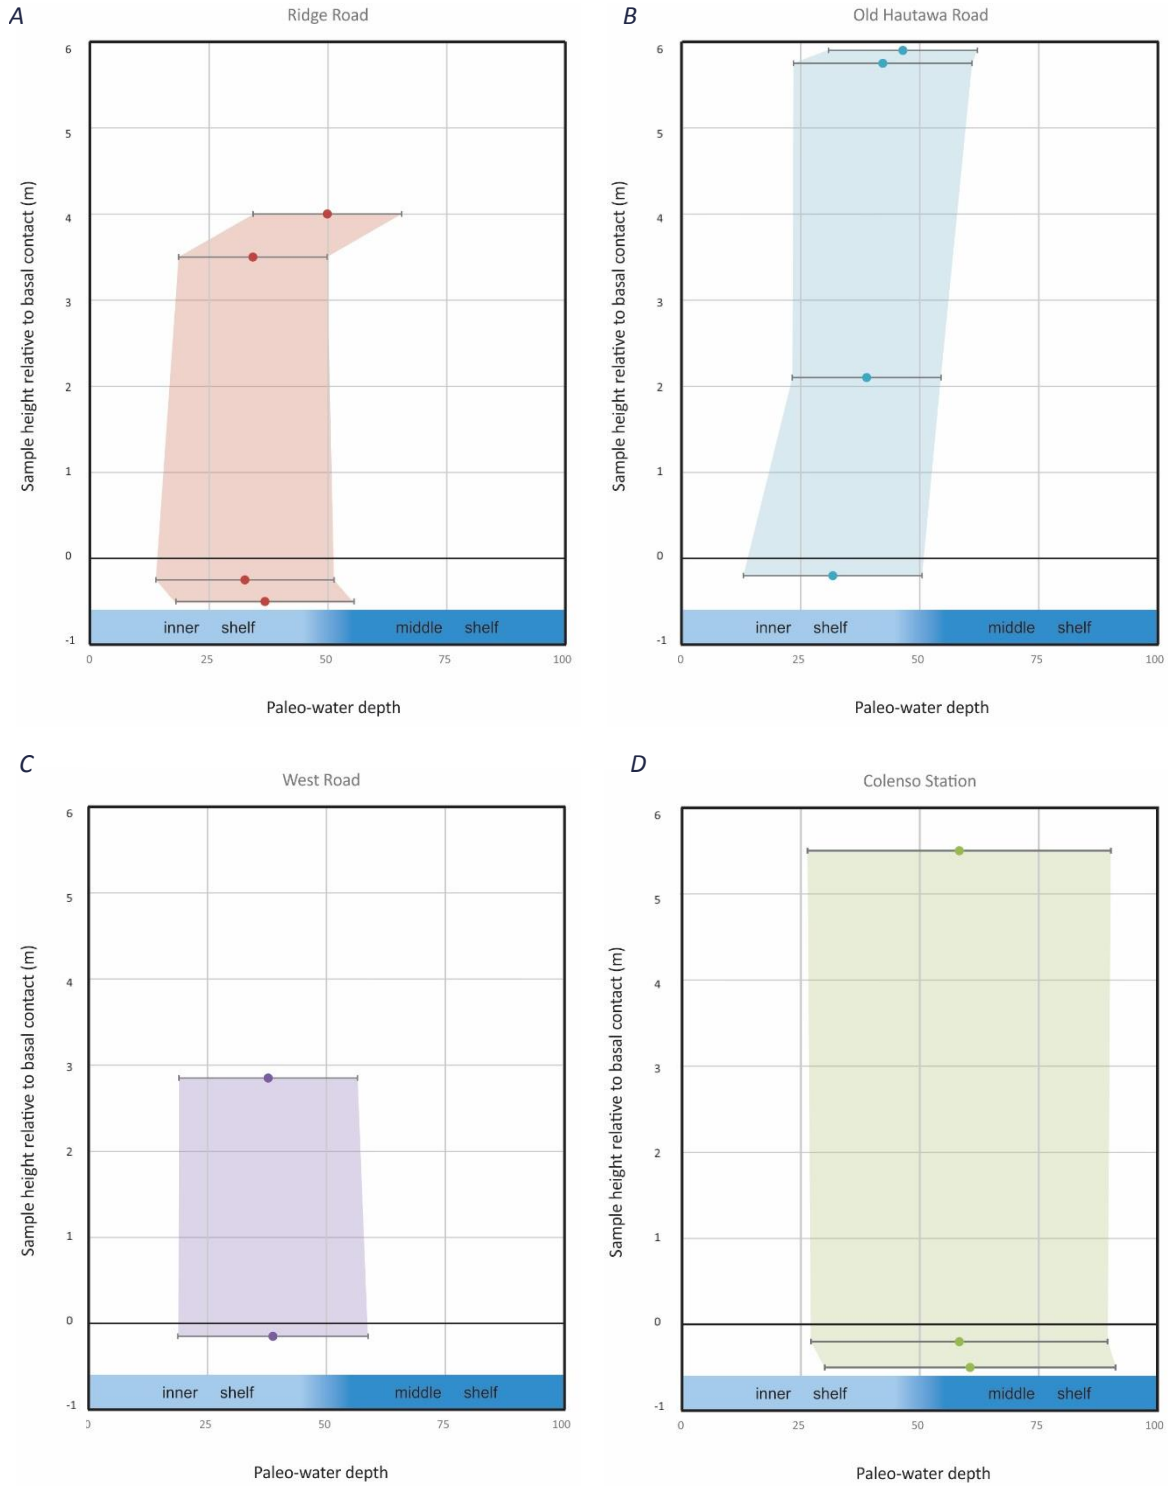 A
Ridge Road
6
5
4
3
2
1
0
-1
Sample height relative to basal contact (m)
inner shelf middle shelf
0 25 50 75 100
Paleo-water depth
B
Old Hautawa Road
6
5
4
3
2
1
0
-1
Sample height relative to basal contact (m)
inner shelf middle shelf
0 25 50 75 100
Paleo-water depth
C
West Road
6
5
4
3
2
1
0
-1
Sample height relative to basal contact (m)
inner shelf middle shelf
0 25 50 75 100
Paleo-water depth
D
Colenso Station
6
5
4
3
2
1
0
-1
Sample height relative to basal contact (m)
inner shelf middle shelf
0 25 50 75 100
Paleo-water depth